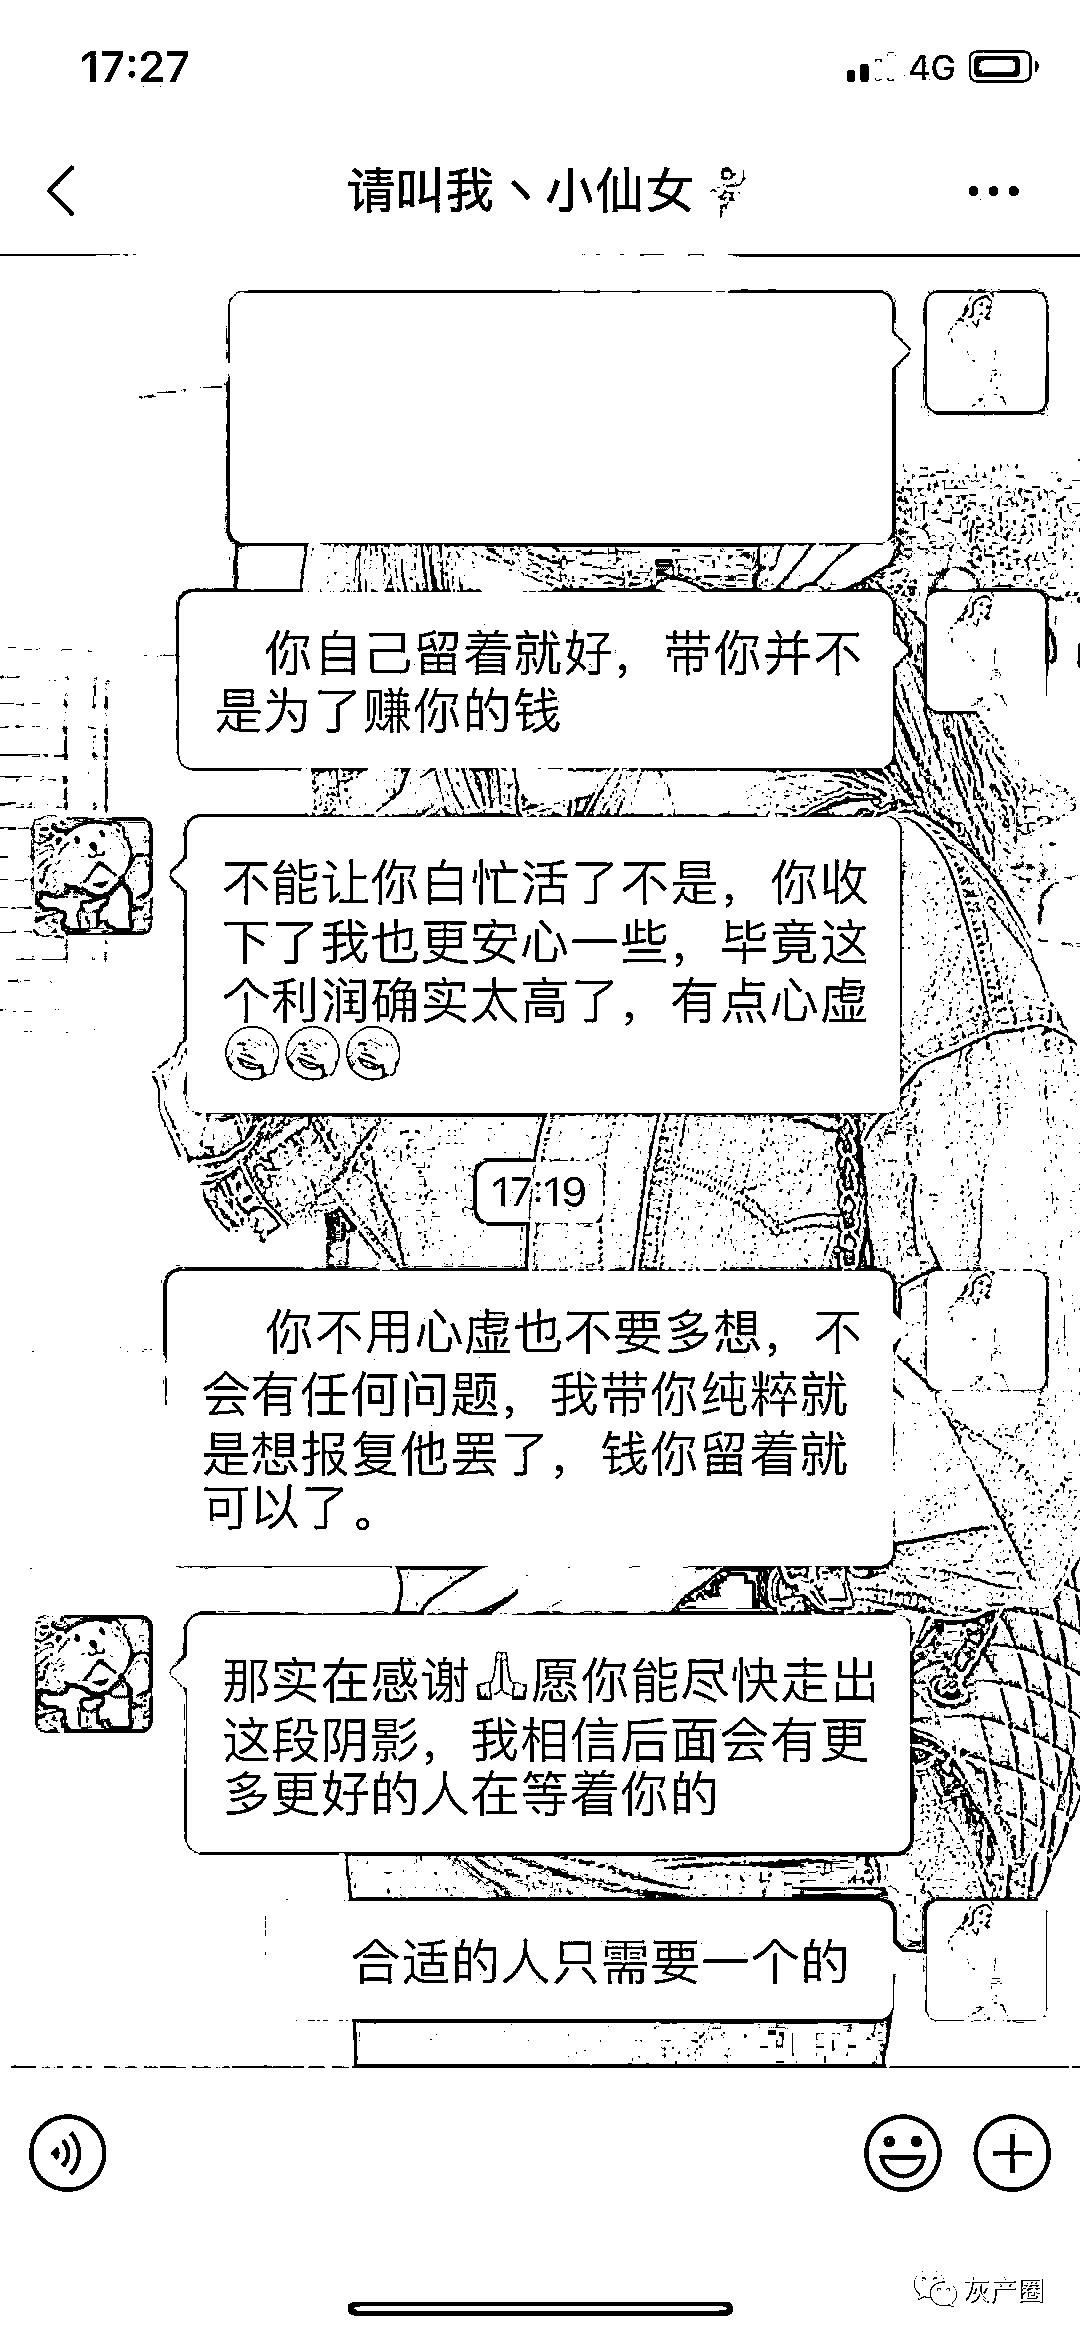 17:27
4G
请叫我丶小仙女
你自己留着就好，带你并不
是为了赚你的钱
不能让你白忙活了不是，你收
下了我也更安心一些，毕竟这
个利润确实太高了，有点心虚
17:19
你不用心虚也不要多想，不
会有任何问题，我带你纯粹就
是想报复他罢了，钱你留着就
可以了。
那实在感谢🙏愿你能尽快走出
这段阴影，我相信后面会有更
多更好的人在等着你的
合适的人只需要一个的
灰产圈